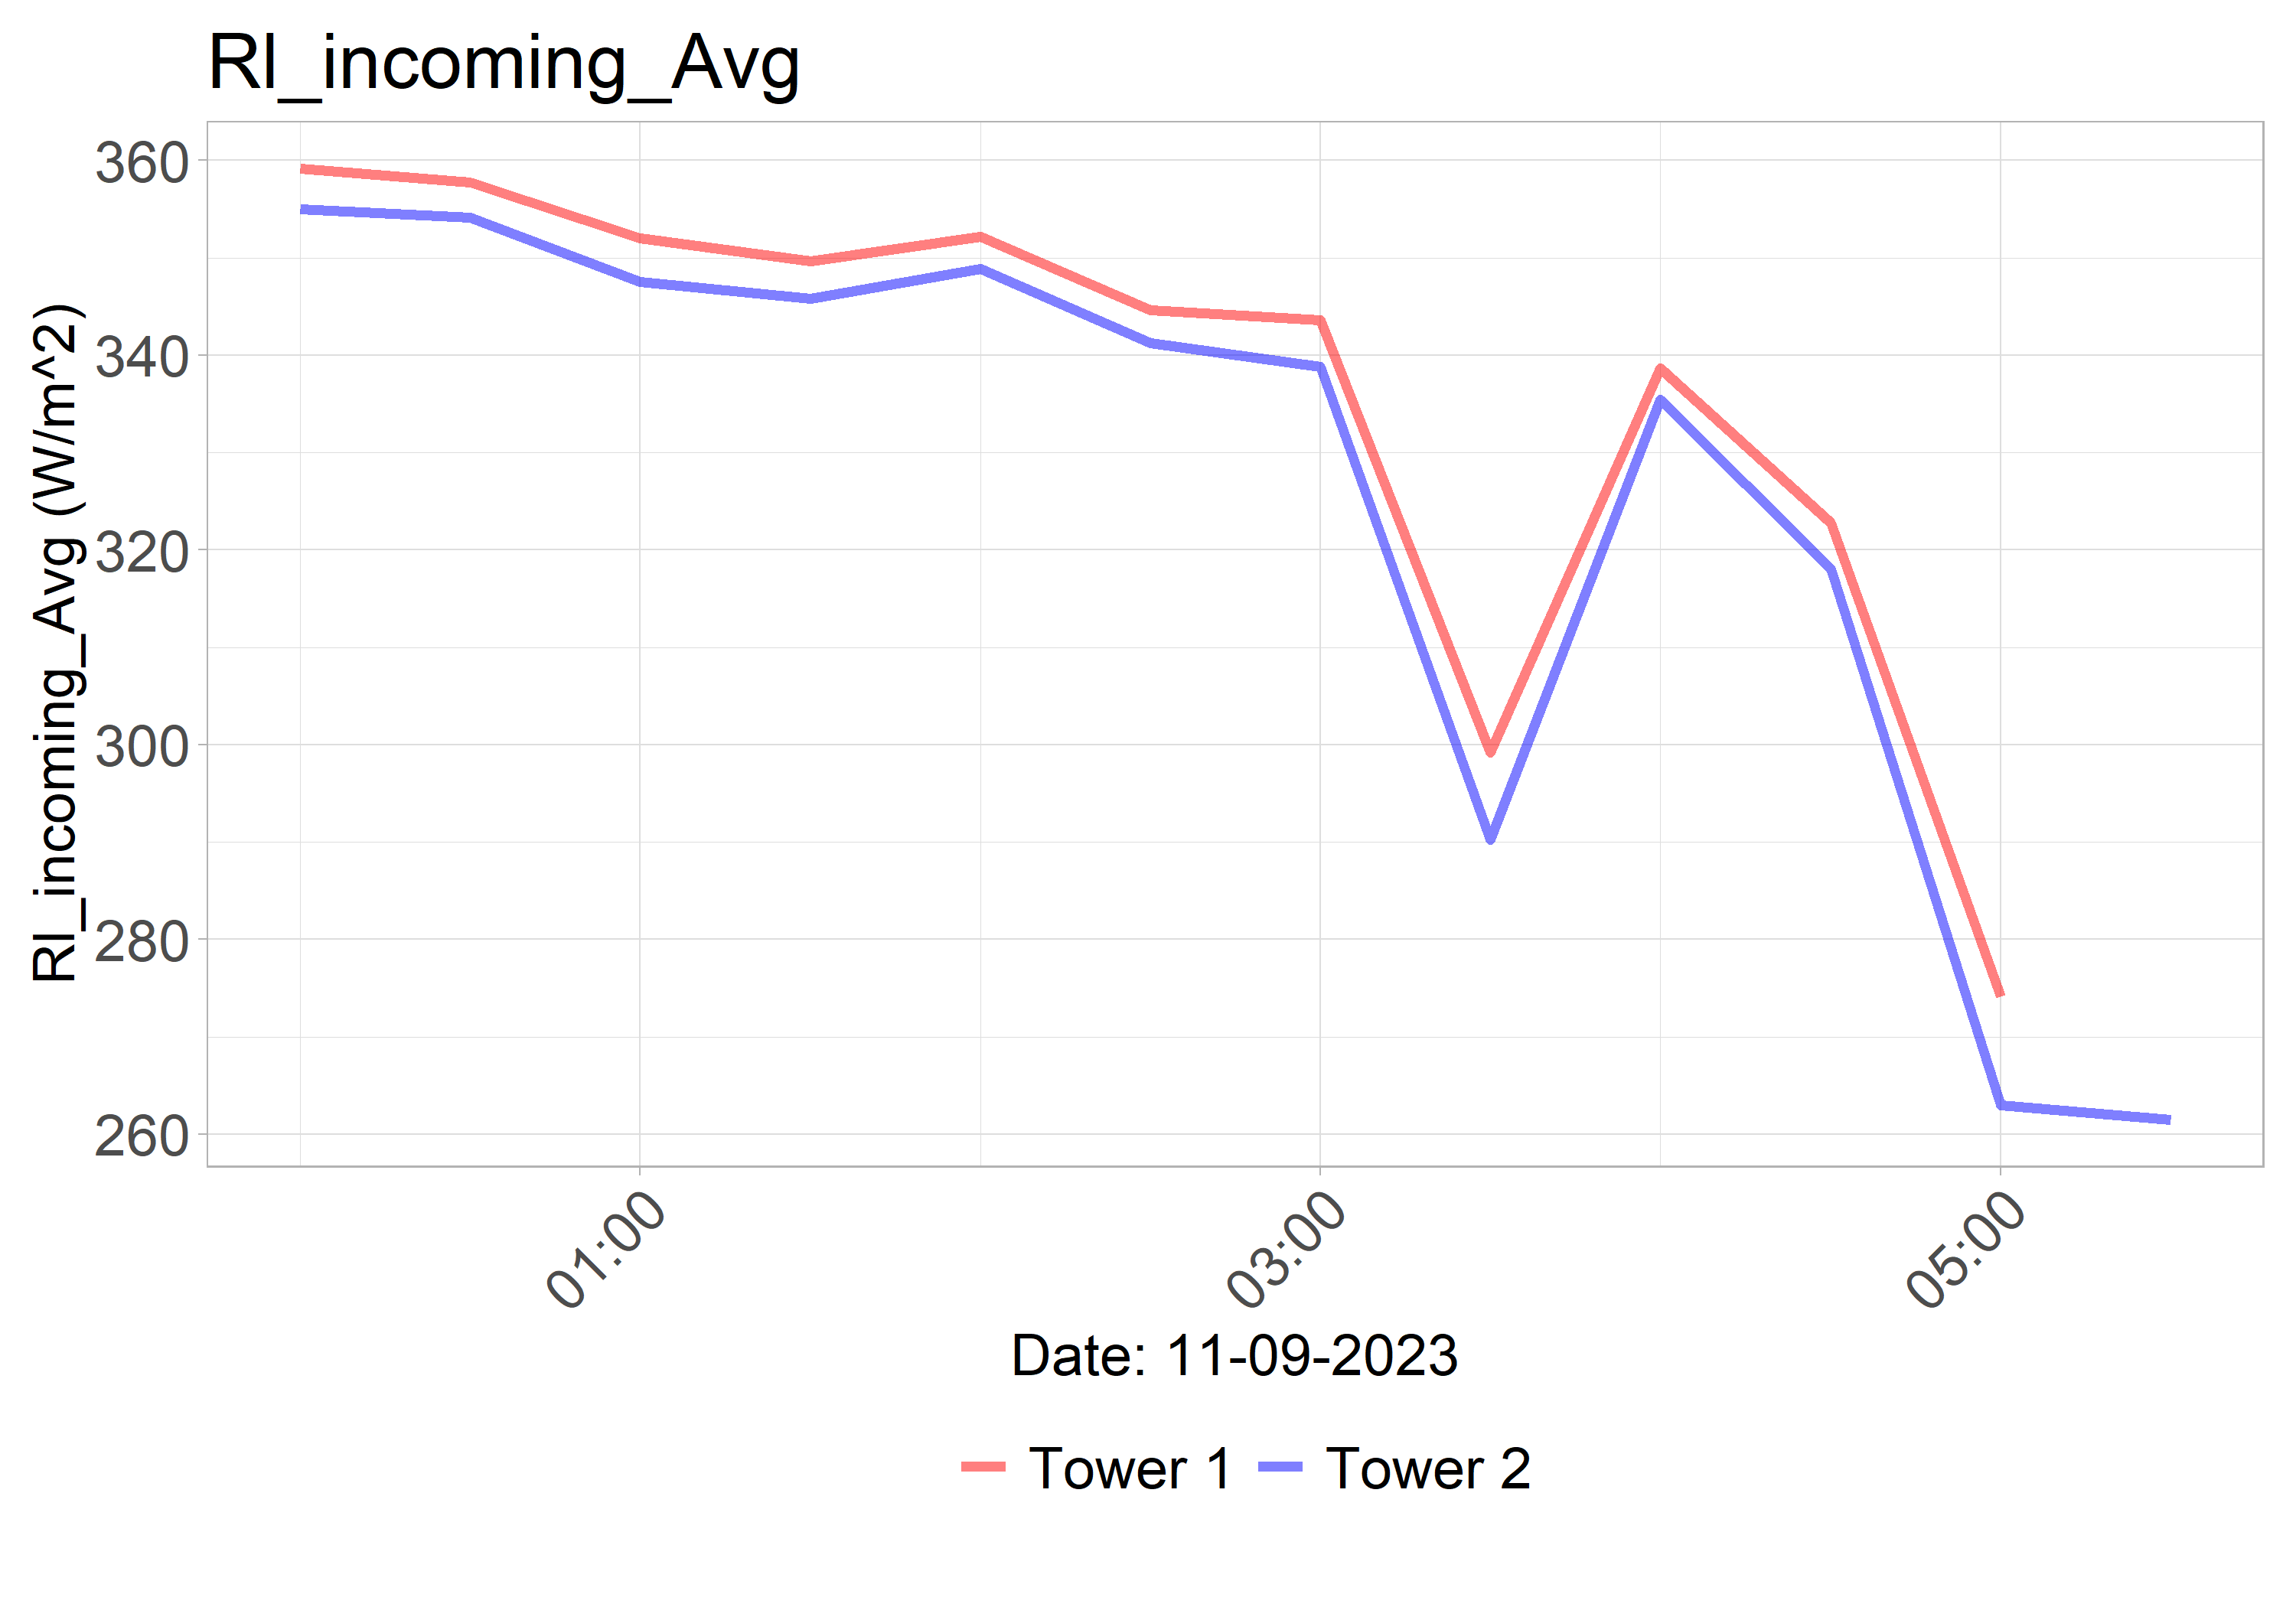 Rl_incoming_Avg
Rl_incoming_Avg (W/m^2)
360
340
320
300
280
260
01:00
03:00
05:00
Date: 11-09-2023
Tower 1
Tower 2